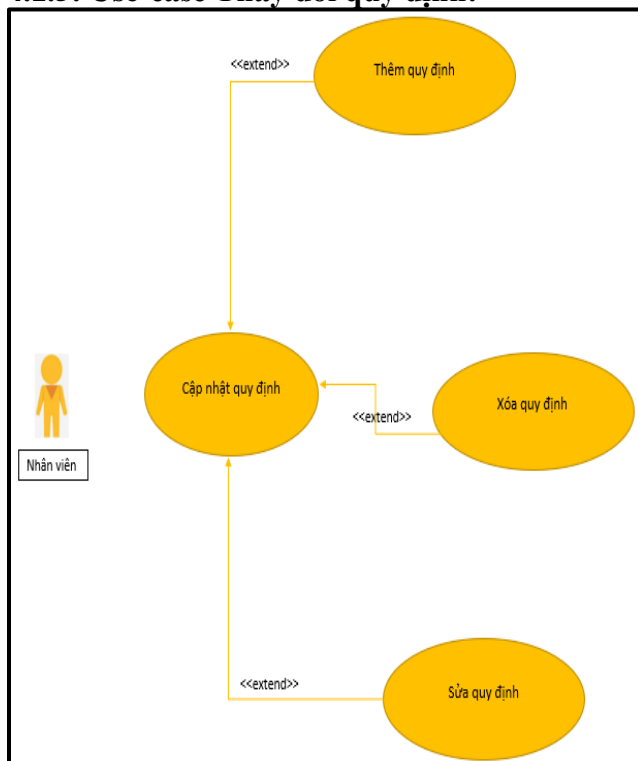 <<extend>>
Thêm quy định
Cập nhật quy định
Xóa quy định
<<extend>>
Nhân viên
Sửa quy định
<<extend>>